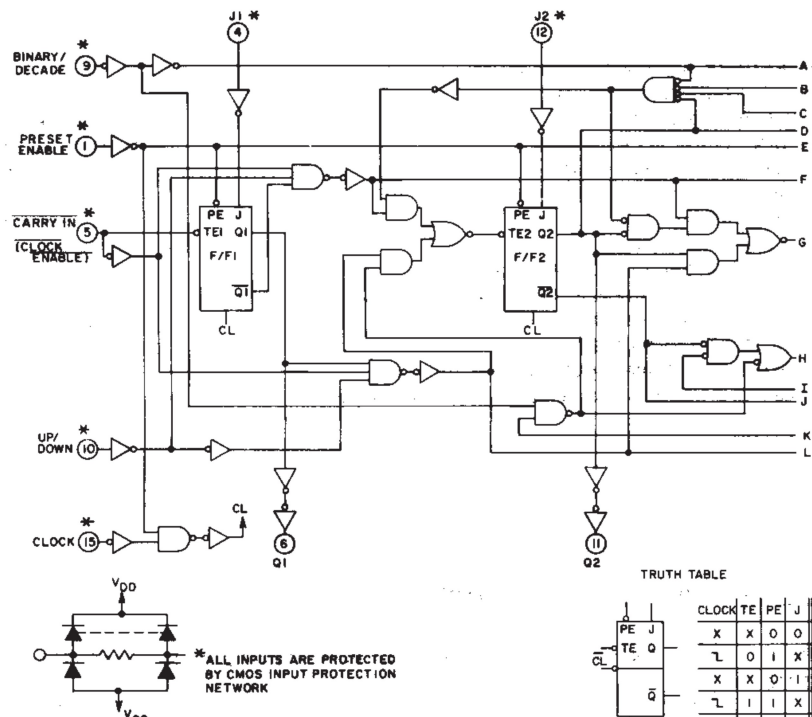 J1 *
4
J2 *
12
*
BINARY/
DECADE
9
A
B
C
D
*
PRESET
ENABLE
1
E
F
*
CARRY IN
5
(CLOCK
ENABLE)
PE J
TE1 Q1
F/F1
Q1
CL
PE J
TE2 Q2
F/F2
Q2
CL
G
H
I
J
K
L
*
UP/
DOWN
10
*
CLOCK
15
CL
6
Q1
11
Q2
VDD
* ALL INPUTS ARE PROTECTED
BY CMOS INPUT PROTECTION
NETWORK
TRUTH TABLE
PE J
TE Q
CL
Q
CLOCK TE PE J
X X 0 0
0 1 X
X X 0 1
1 1 X